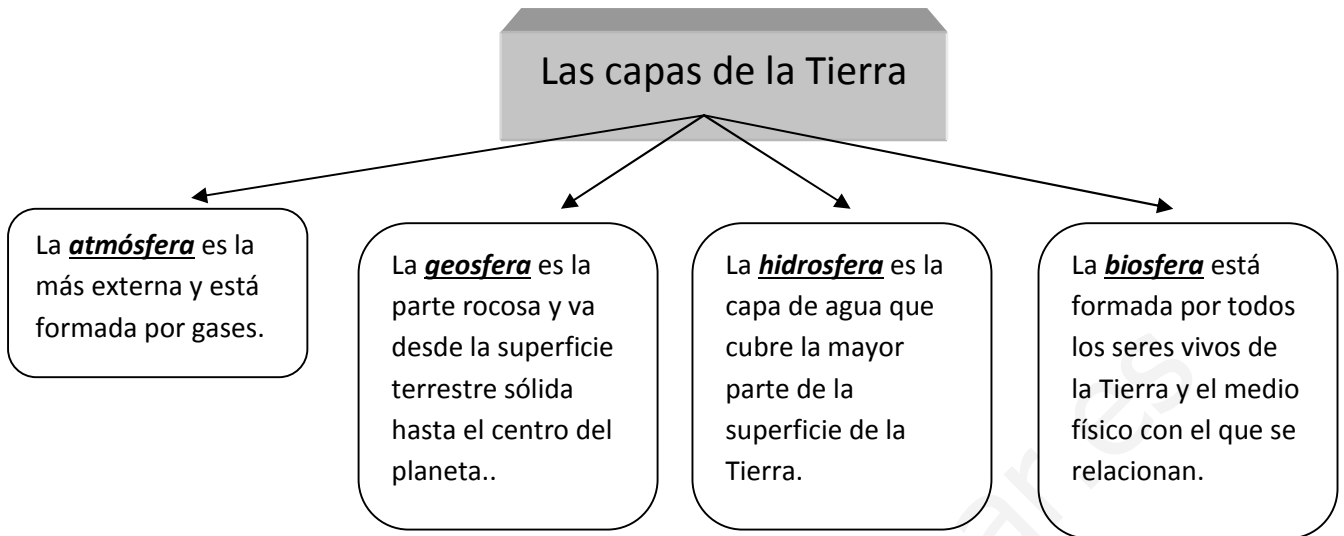 Las capas de la Tierra
La atmósfera es la
más externa y está
formada por gases.
La geosfera es la
parte rocosa y va
desde la superficie
terrestre sólida
hasta el centro del
planeta..
La hidrosfera es la
capa de agua que
cubre la mayor
parte de la
superficie de la
Tierra.
La biosfera está
formada por todos
los seres vivos de
la Tierra y el medio
físico con el que se
relacionan.